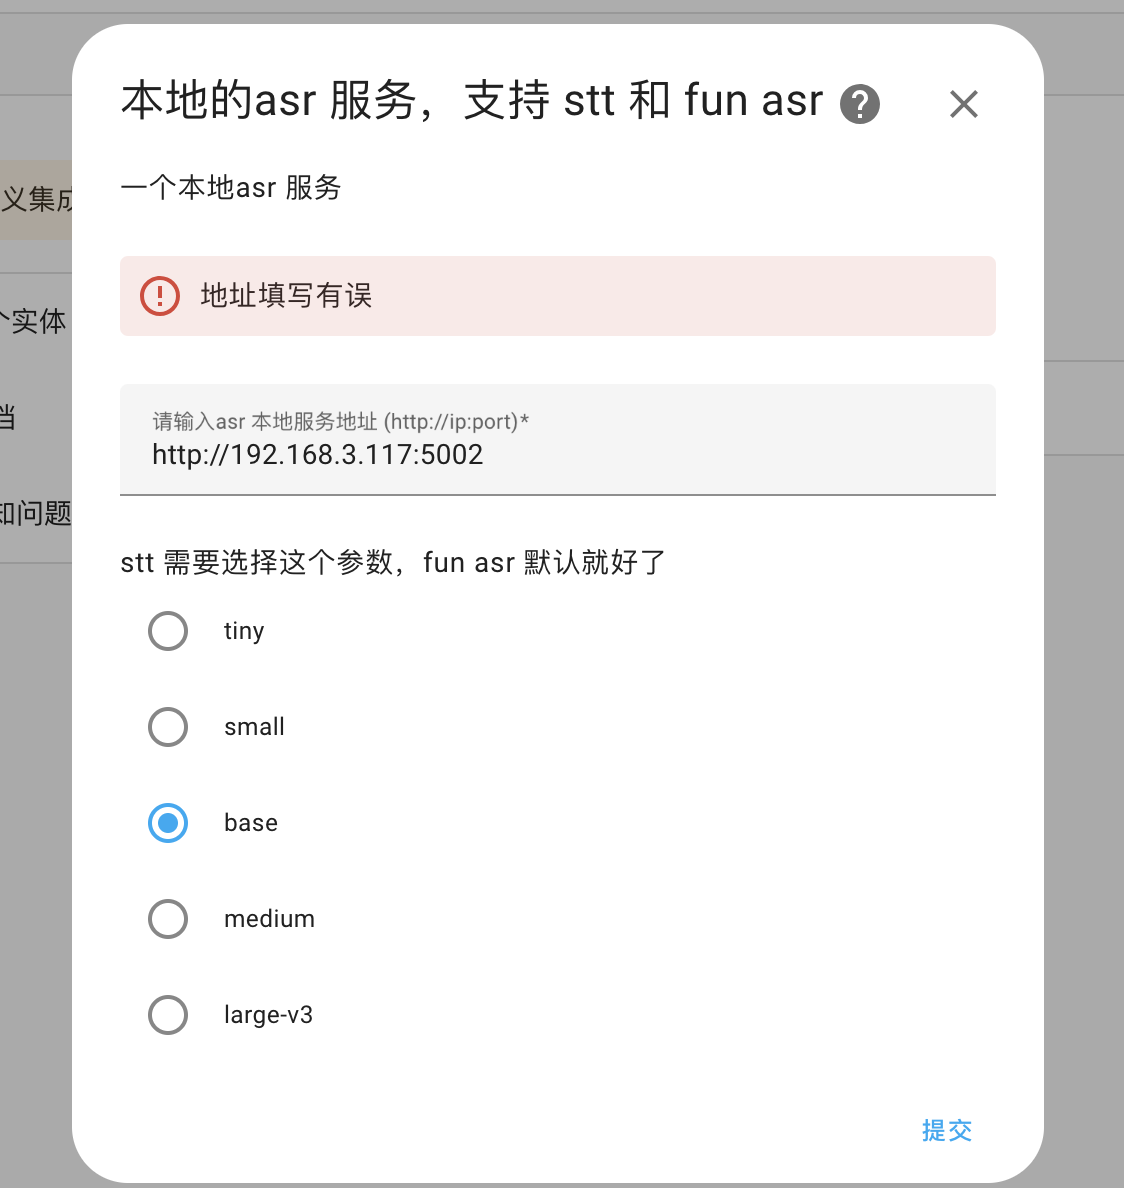 本地的asr 服务，支持 stt 和 fun asr
一个本地asr 服务
义集成
地址填写有误
个实体
请输入asr 本地服务地址 (http://ip:port)*
http://192.168.3.117:5002
档
知问题
stt 需要选择这个参数，fun asr 默认就好了
tiny
small
base
medium
large-v3
提交